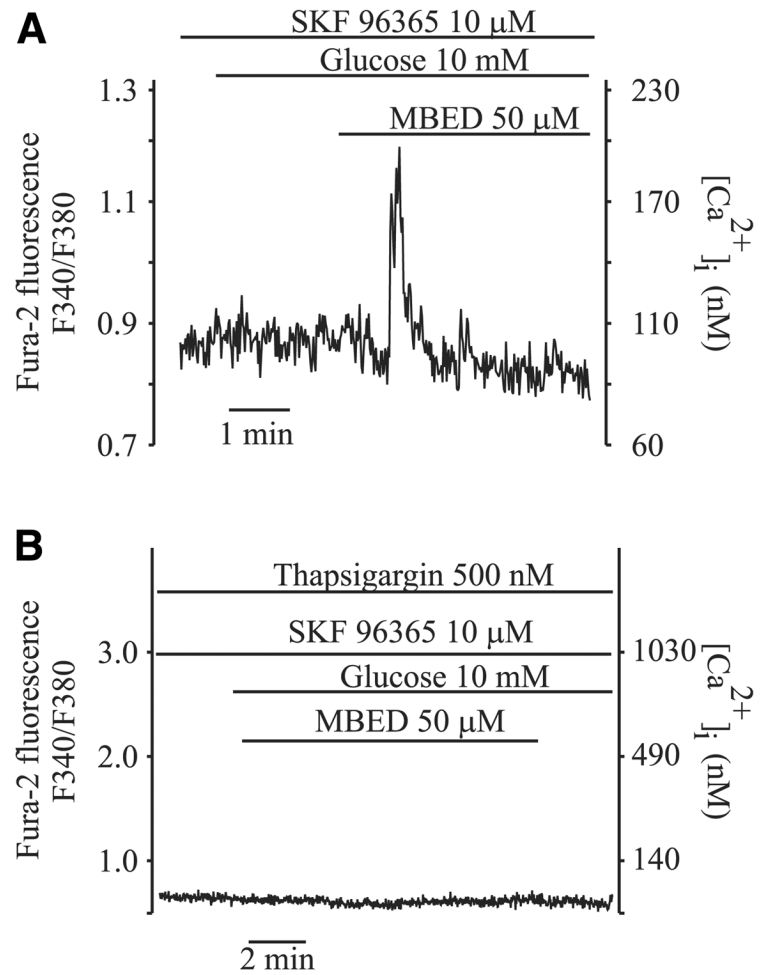 A
SKF 96365 10 μM
Glucose 10 mM
MBED 50 μM
1.3
1.1
0.9
0.7
Fura-2 fluorescence
F340/F380
230
170
110
60
[Ca2+]i (nM)
1 min
B
Thapsigargin 500 nM
SKF 96365 10 μM
Glucose 10 mM
MBED 50 μM
3.0
2.0
1.0
Fura-2 fluorescence
F340/F380
1030
490
140
[Ca2+]i (nM)
2 min